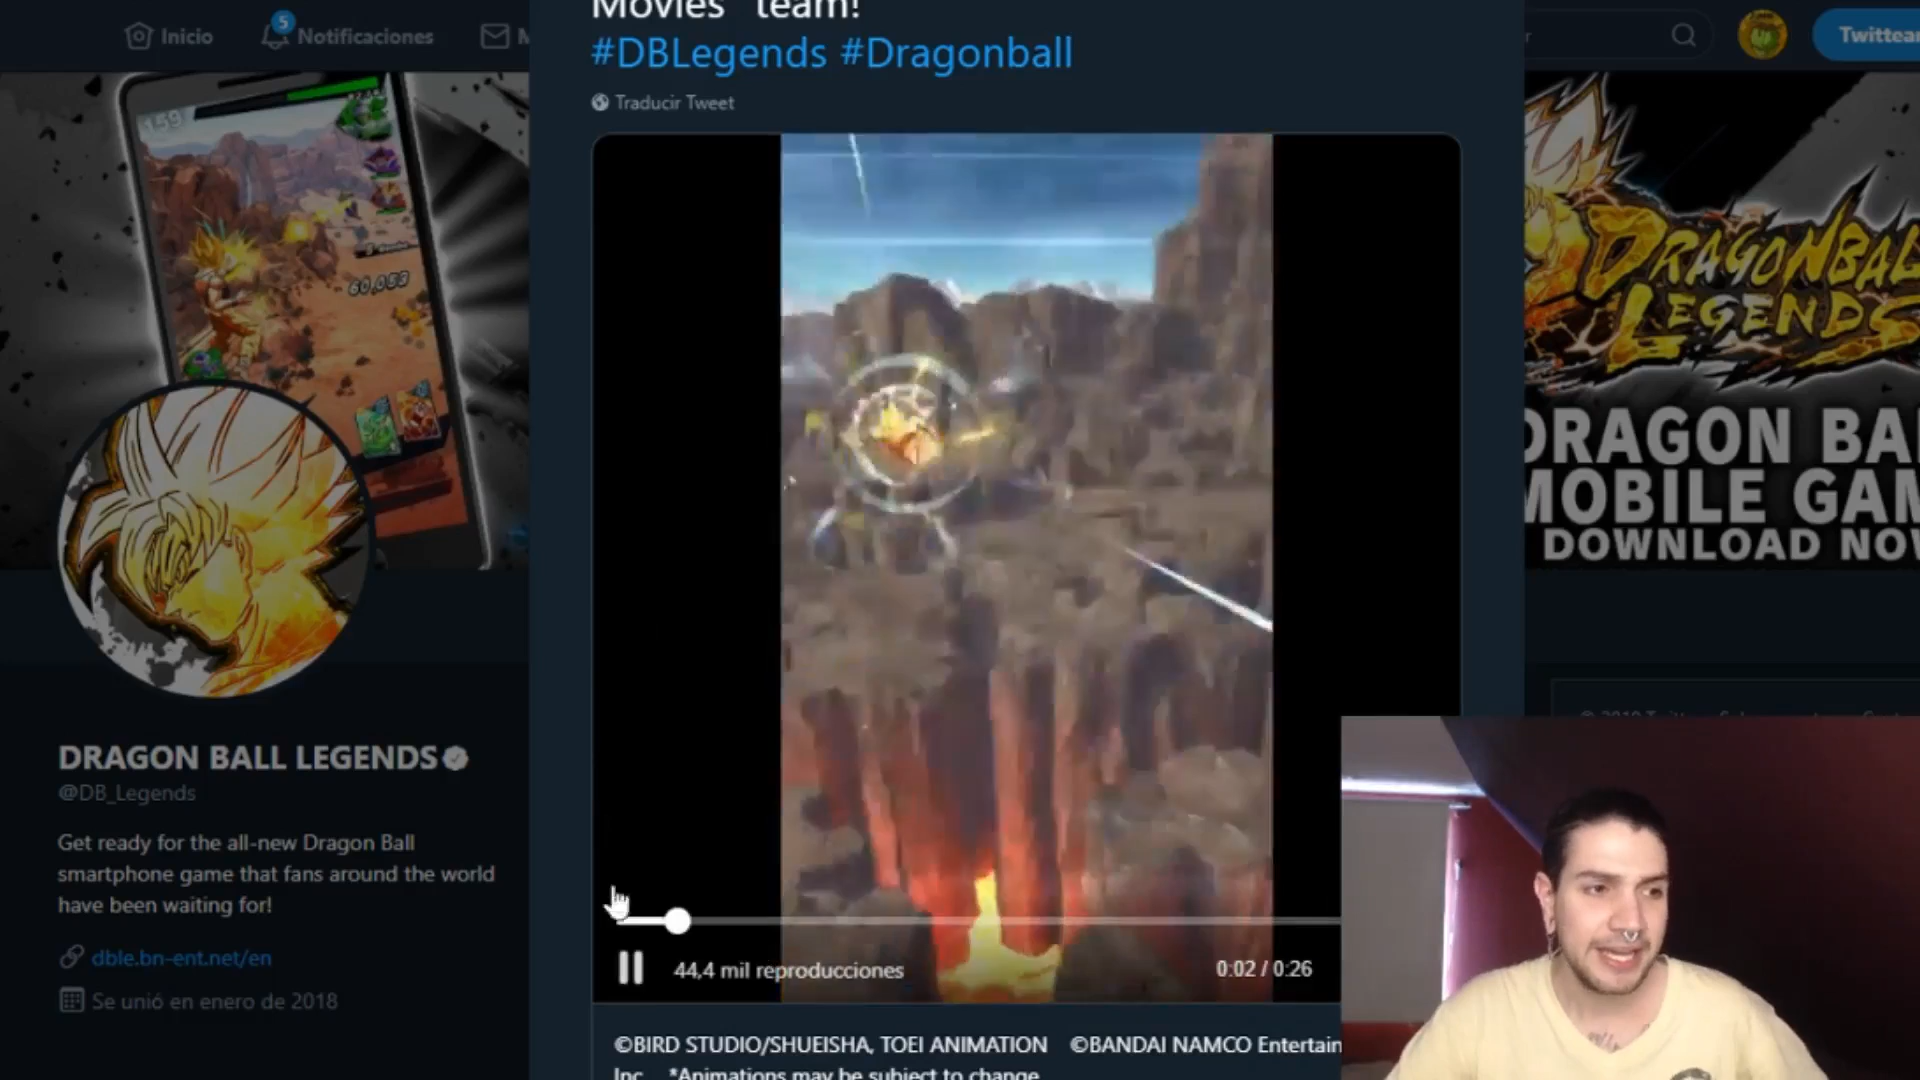 Movies" team!
#DBLegends #Dragonball
Traducir Tweet
Inicio
5
Notificaciones
M
Twittear
1:59
60,053
DRAGON BALL LEGENDS
@DB_Legends
Get ready for the all-new Dragon Ball
smartphone game that fans around the world
have been waiting for!
dble.bn-ent.net/en
Se unió en enero de 2018
44,4 mil reproducciones
0:02 / 0:26
©BIRD STUDIO/SHUEISHA, TOEI ANIMATION ©BANDAI NAMCO Entertain
Inc. *Animations may be subject to change
DRAGONBALL
LEGENDS
DRAGON BA
MOBILE GAM
DOWNLOAD NOW